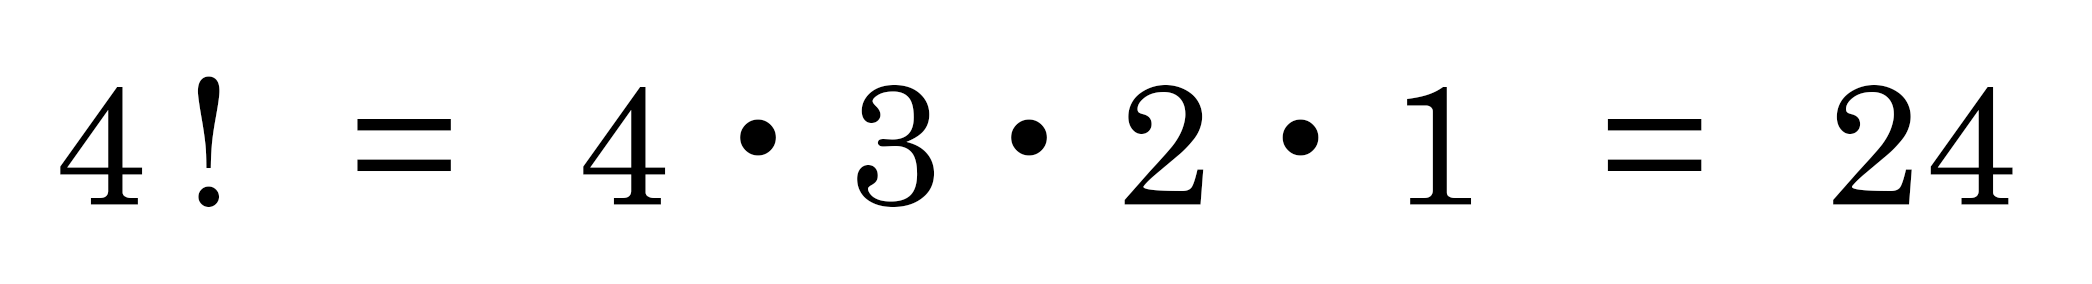 4! = 4 • 3 • 2 • 1 = 24